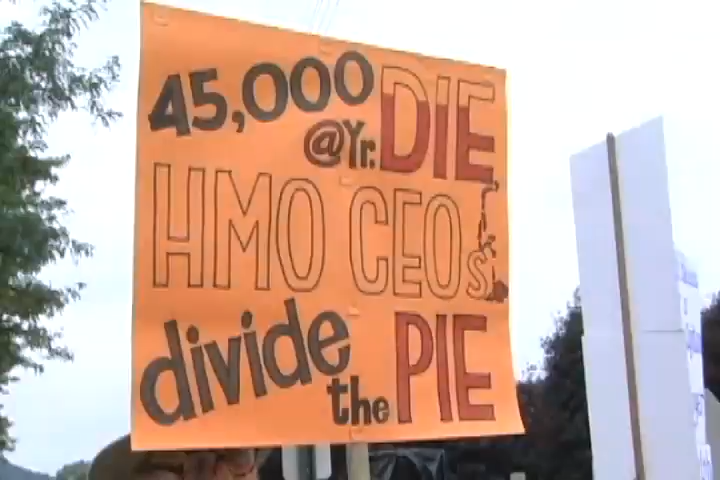 45,000 DIE
@Yr.
HMO CEOs
divide
the PIE